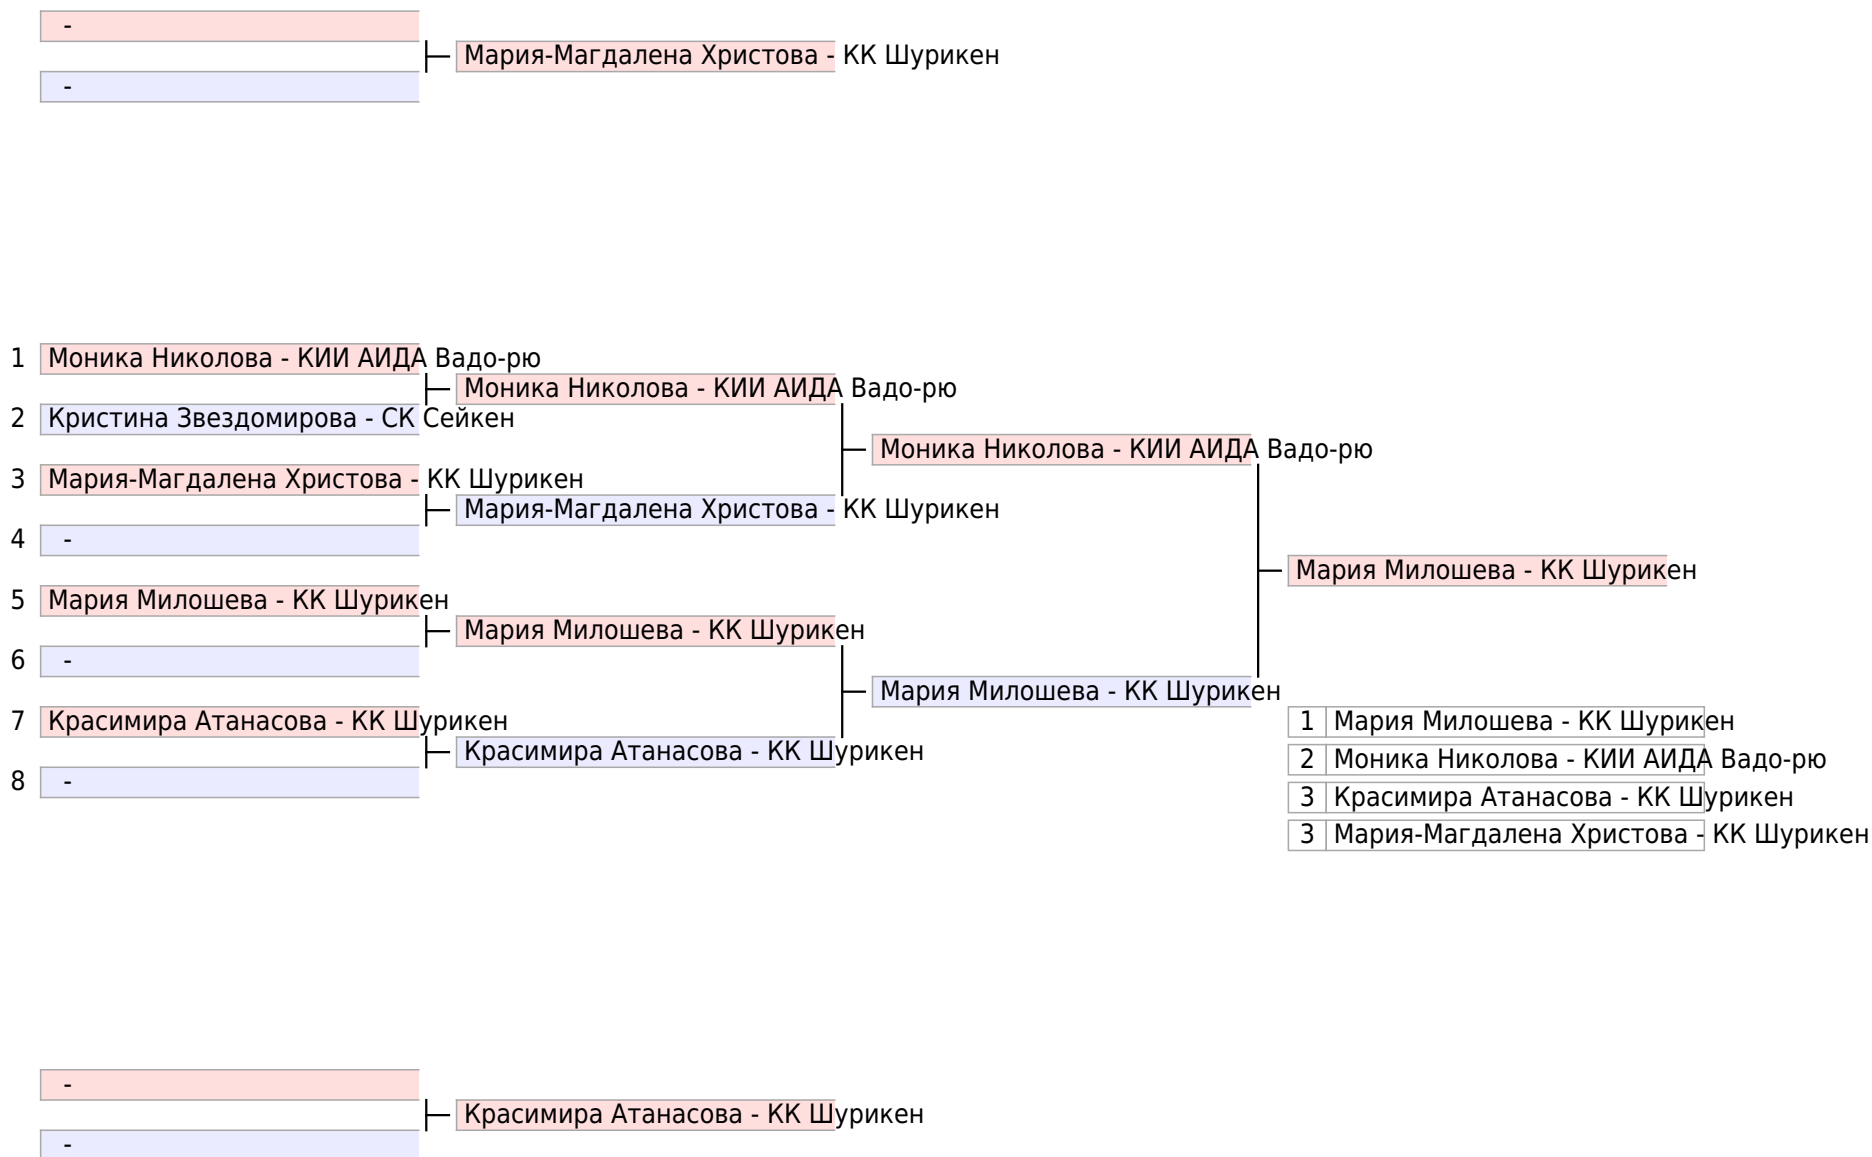 -
Мария-Магдалена Христова - КК Шурикен
-
1 Моника Николова - КИИ АИДА Вадо-рю
Моника Николова - КИИ АИДА Вадо-рю
2 Кристина Звездомирова - СК Сейкен
Моника Николова - КИИ АИДА Вадо-рю
3 Мария-Магдалена Христова - КК Шурикен
Мария-Магдалена Христова - КК Шурикен
4 -
Мария Милошева - КК Шурикен
5 Мария Милошева - КК Шурикен
Мария Милошева - КК Шурикен
6 -
Мария Милошева - КК Шурикен
7 Красимира Атанасова - КК Шурикен
Красимира Атанасова - КК Шурикен
8 -
1 Мария Милошева - КК Шурикен
2 Моника Николова - КИИ АИДА Вадо-рю
3 Красимира Атанасова - КК Шурикен
3 Мария-Магдалена Христова - КК Шурикен
-
Красимира Атанасова - КК Шурикен
-